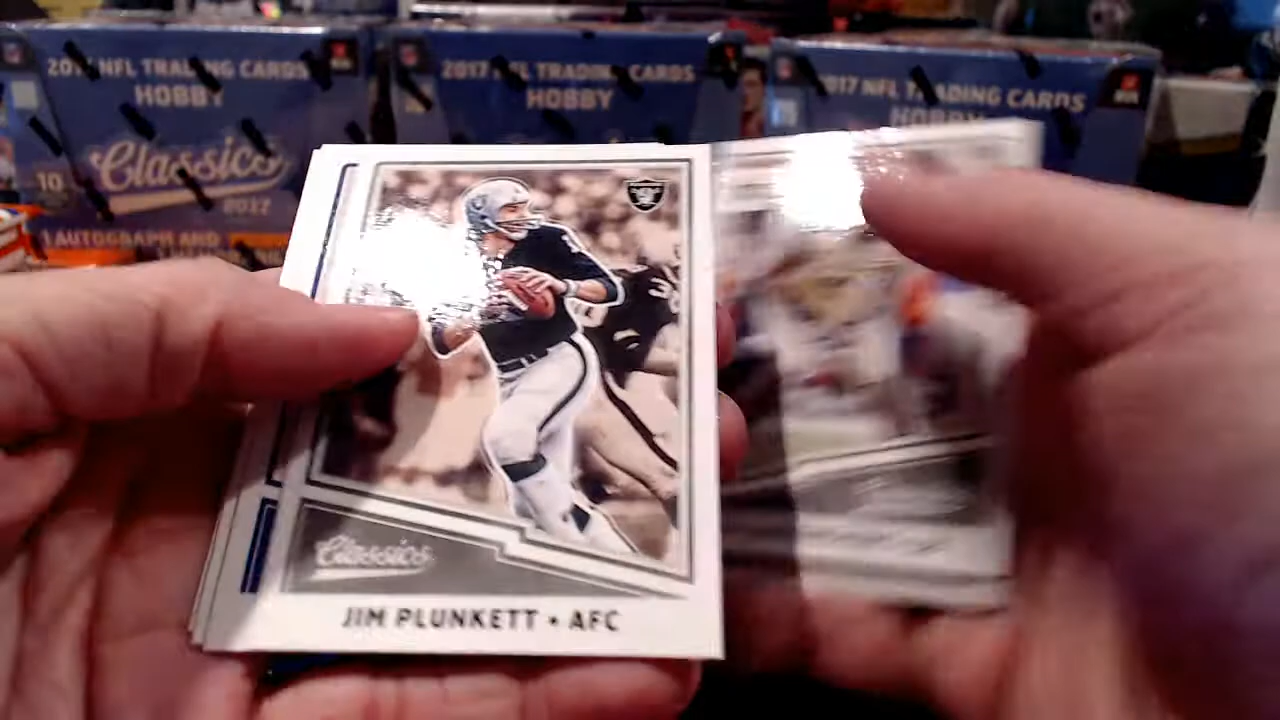 2017 NFL TRADING CARDS
HOBBY
Classics
10
2017
1 AUTOGRAPH AND
2017 NFL TRADING CARDS
HOBBY
2017 NFL TRADING CARDS
HOBBY
Classics
JIM PLUNKETT • AFC